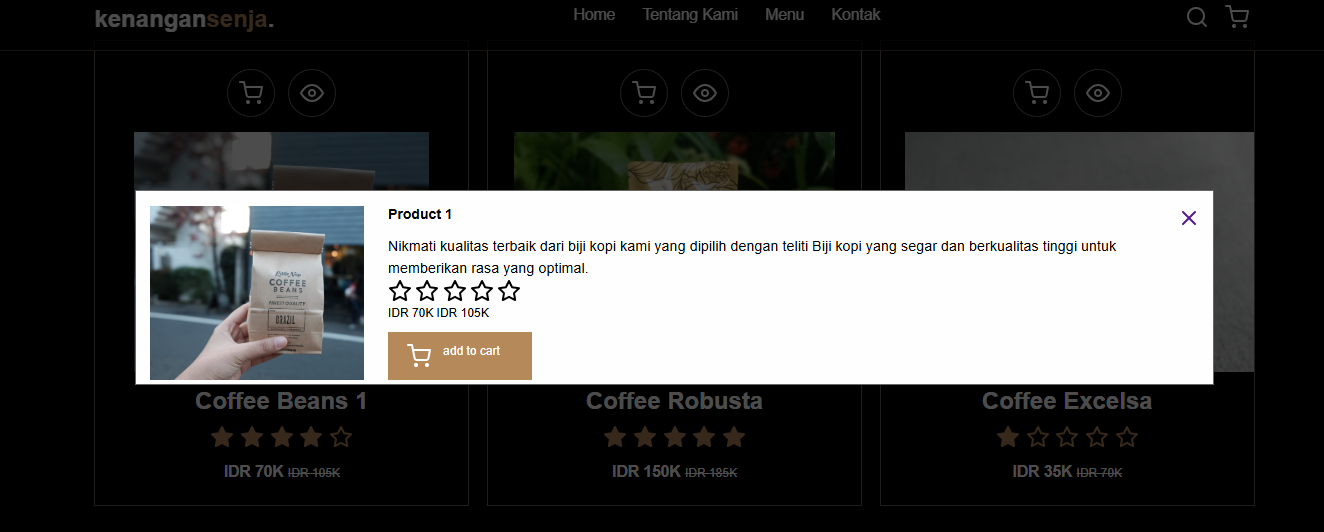 kenangansenja.
Home Tentang Kami Menu Kontak
COFFEE
BEANS
BRAZIL
Product 1
Nikmati kualitas terbaik dari biji kopi kami yang dipilih dengan teliti Biji kopi yang segar dan berkualitas tinggi untuk
memberikan rasa yang optimal.
IDR 70K IDR 105K
add to cart
Coffee Beans 1
IDR 70K IDR 105K
Coffee Robusta
IDR 150K IDR 185K
Coffee Excelsa
IDR 35K IDR 70K